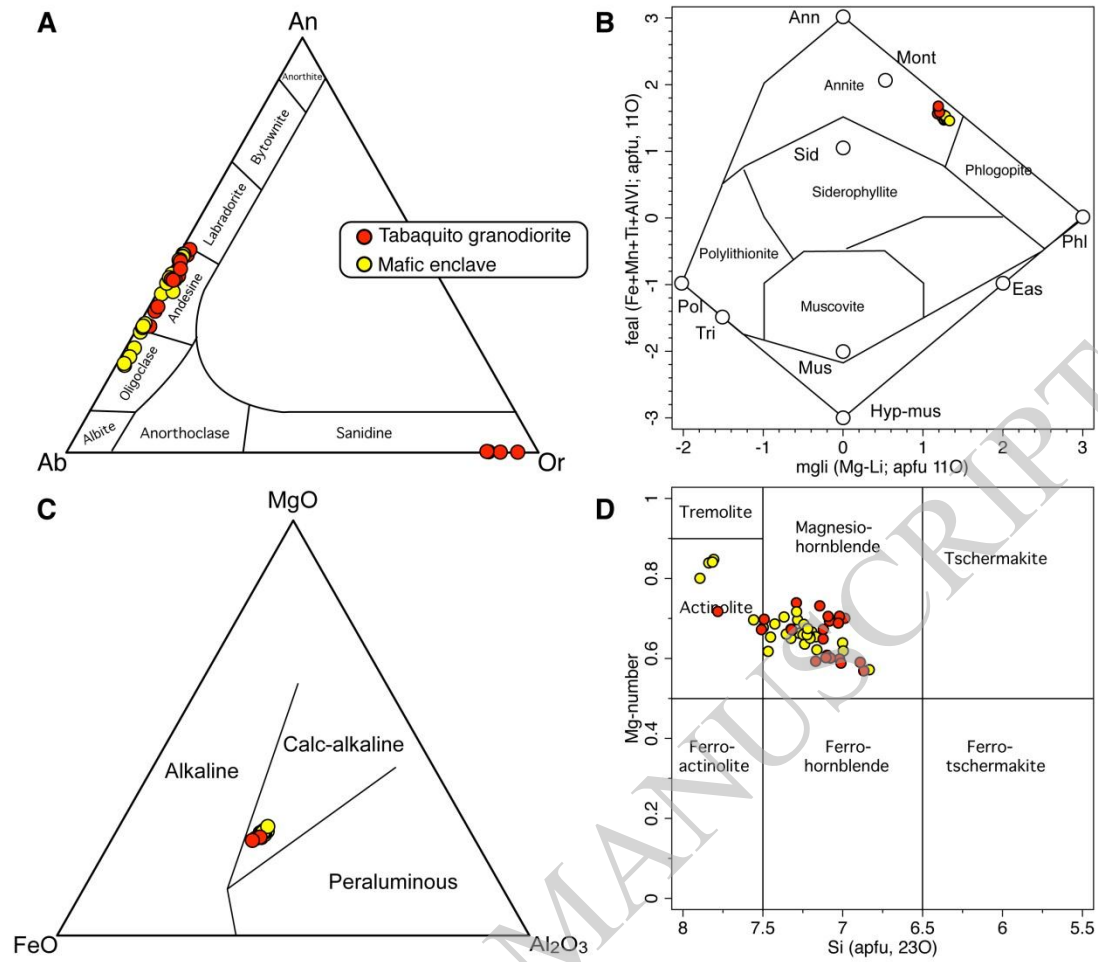 A
An
Anorthite
Bytownite
Labradorite
Andesine
Oligoclase
Albite
Anorthoclase
Sanidine
Ab
Or
Tabaquito granodiorite
Mafic enclave
B
Ann
Mont
Annite
Sid
Siderophyllite
Phlogopite
Phl
Polylithionite
Muscovite
Pol
Tri
Eas
Mus
Hyp-mus
feal (Fe+Mn+Ti+AlVI; apfu, 11O)
3
2
1
0
-1
-2
-3
-2
-1
0
1
2
3
mgli (Mg-Li; apfu 11O)
C
MgO
Alkaline
Calc-alkaline
Peraluminous
FeO
Al₂O₃
D
Tremolite
Magnesio-
hornblende
Tschermakite
Actinolite
Ferro-
actinolite
Ferro-
hornblende
Ferro-
tschermakite
Mg-number
1
0.8
0.6
0.4
0.2
0
8
7.5
7
6.5
6
5.5
Si (apfu, 23O)
MANUSCRIPT